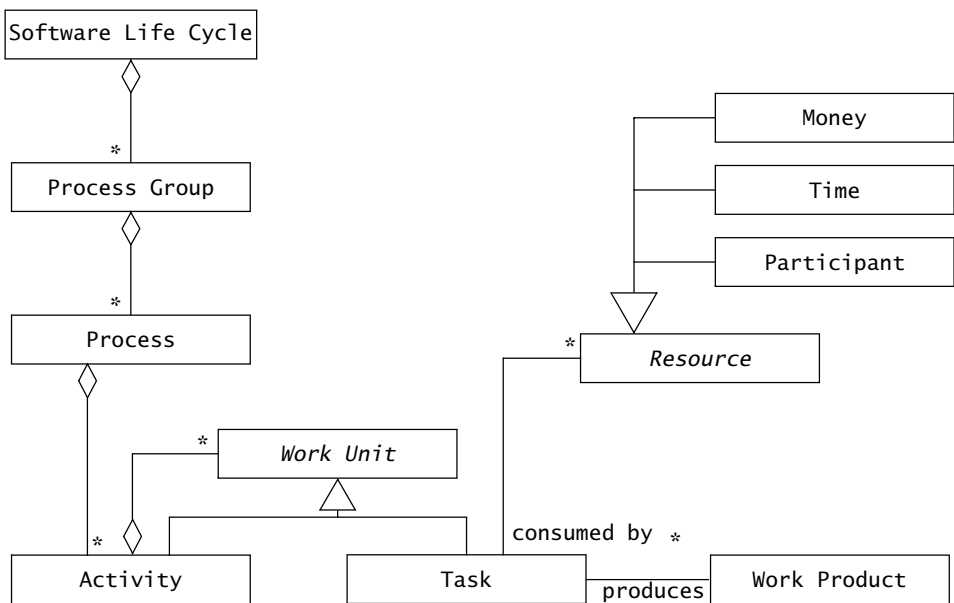 Software Life Cycle
*
Process Group
*
Process
*
Money
Time
Participant
*
Resource
*
Work Unit
*
Activity
consumed by *
Task
produces
Work Product